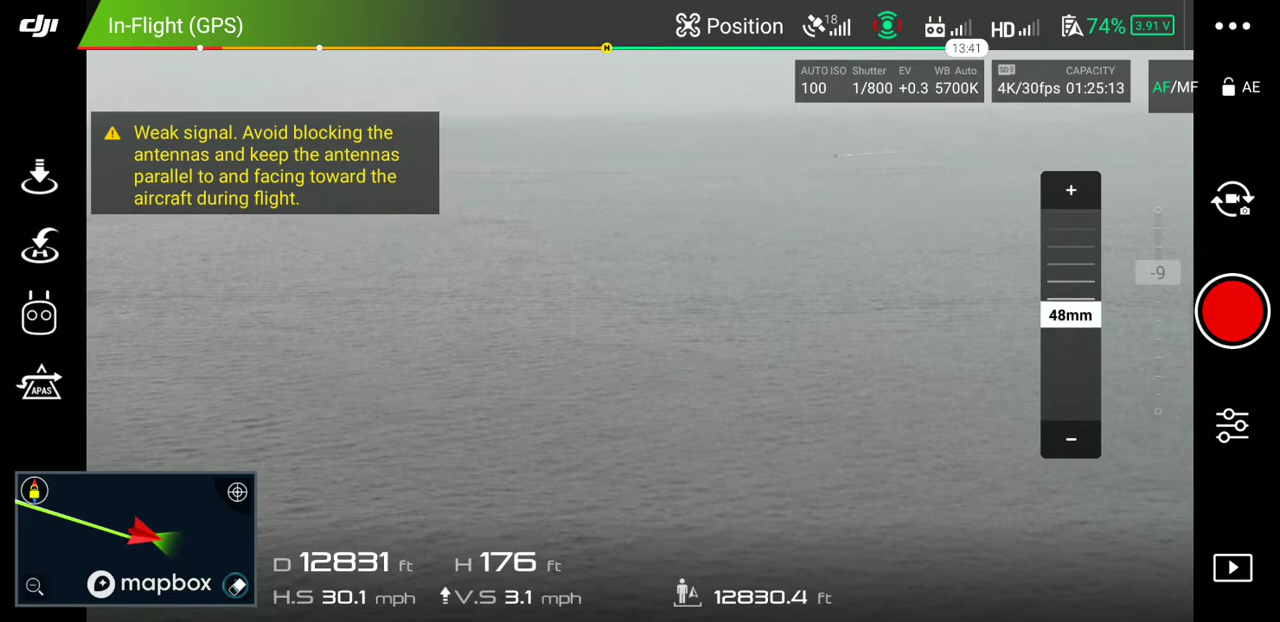 dji
In-Flight (GPS)
Position
18
HD
74%
3.91 V
H
13:41
AUTO ISO Shutter EV WB Auto
100 1/800 +0.3 5700K
CAPACITY
4K/30fps 01:25:13
AF/MF
AE
Weak signal. Avoid blocking the
antennas and keep the antennas
parallel to and facing toward the
aircraft during flight.
+
-9
48mm
−
H
APAS
mapbox
D 12831 ft H 176 ft
H.S 30.1 mph V.S 3.1 mph 12830.4 ft